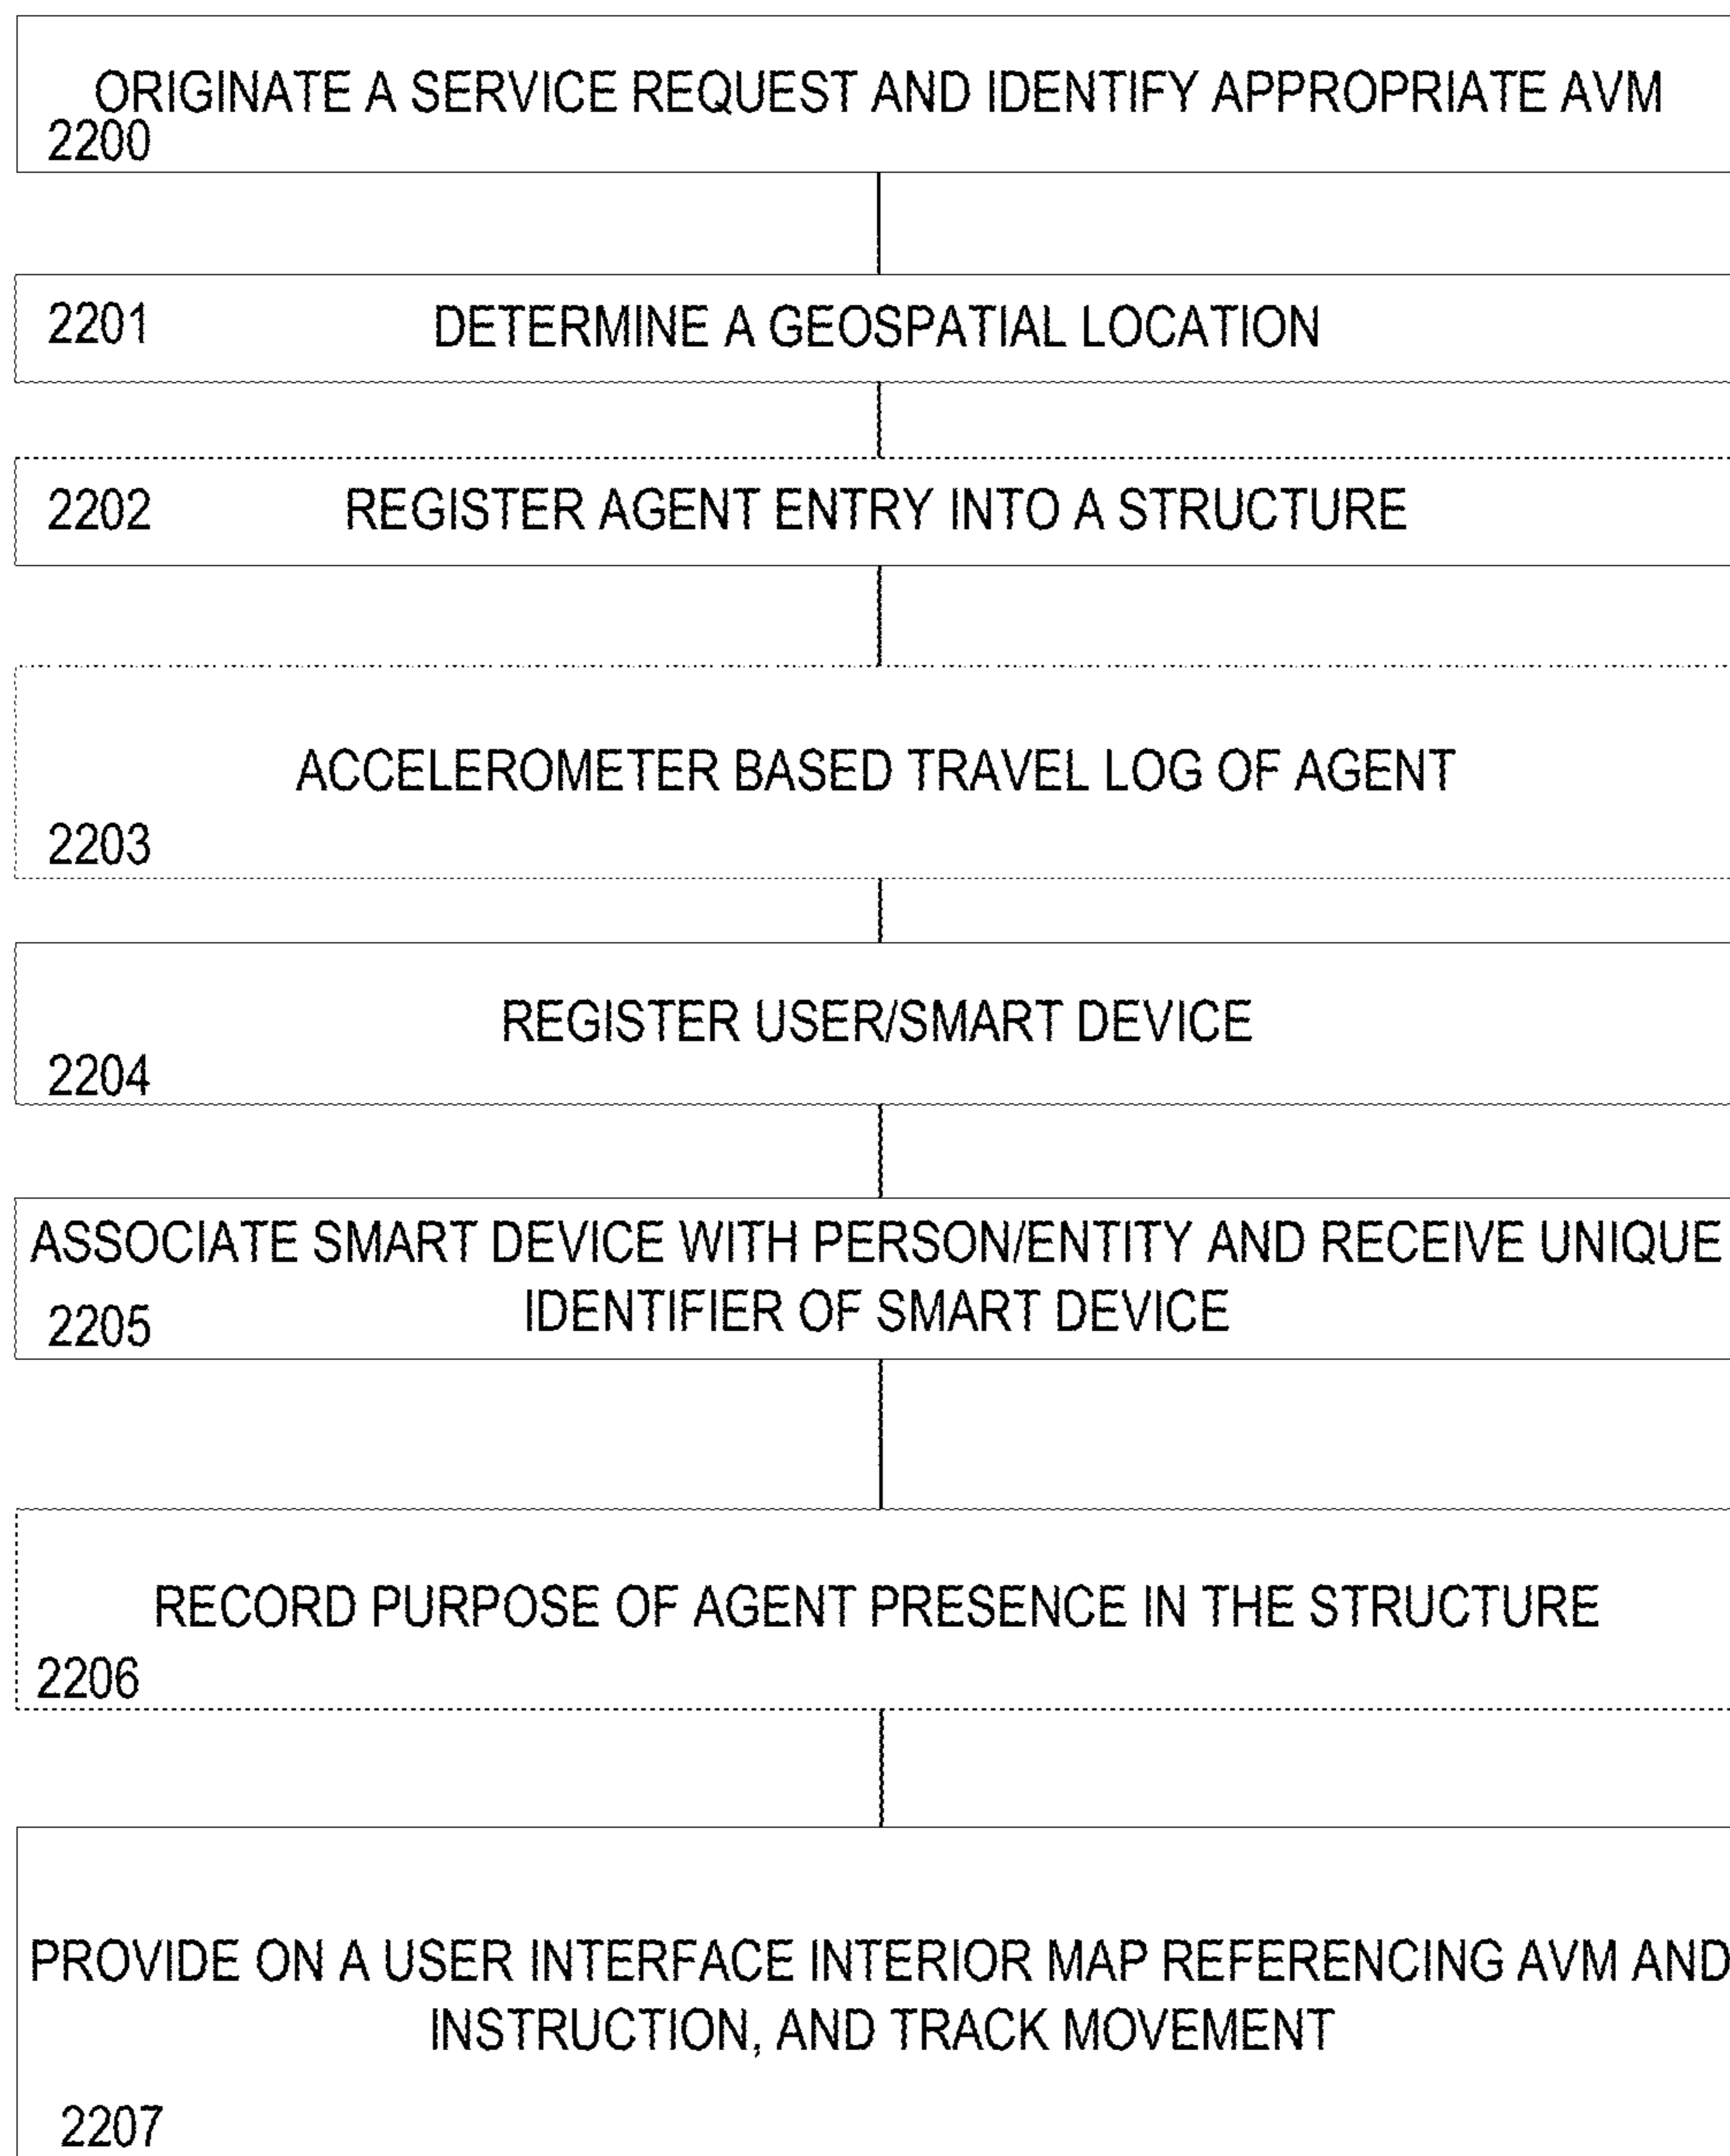 ORIGINATE A SERVICE REQUEST AND IDENTIFY APPROPRIATE AVM
2200
2201 DETERMINE A GEOSPATIAL LOCATION
2202 REGISTER AGENT ENTRY INTO A STRUCTURE
ACCELEROMETER BASED TRAVEL LOG OF AGENT
2203
REGISTER USER/SMART DEVICE
2204
ASSOCIATE SMART DEVICE WITH PERSON/ENTITY AND RECEIVE UNIQUE
2205 IDENTIFIER OF SMART DEVICE
RECORD PURPOSE OF AGENT PRESENCE IN THE STRUCTURE
2206
PROVIDE ON A USER INTERFACE INTERIOR MAP REFERENCING AVM AND
INSTRUCTION, AND TRACK MOVEMENT
2207